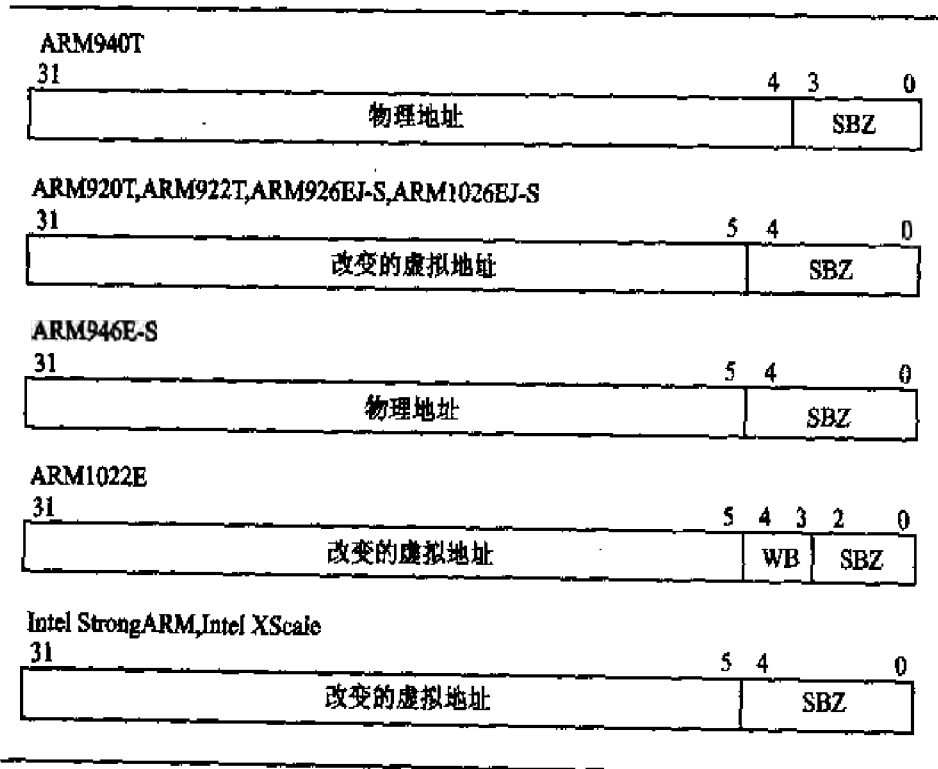 ARM940T
31 4 3 0
物理地址 SBZ
ARM920T,ARM922T,ARM926EJ-S,ARM1026EJ-S
31 5 4 0
改变的虚拟地址 SBZ
ARM946E-S
31 5 4 0
物理地址 SBZ
ARM1022E
31 5 4 3 2 0
改变的虚拟地址 WB SBZ
Intel StrongARM,Intel XScale
31 5 4 0
改变的虚拟地址 SBZ